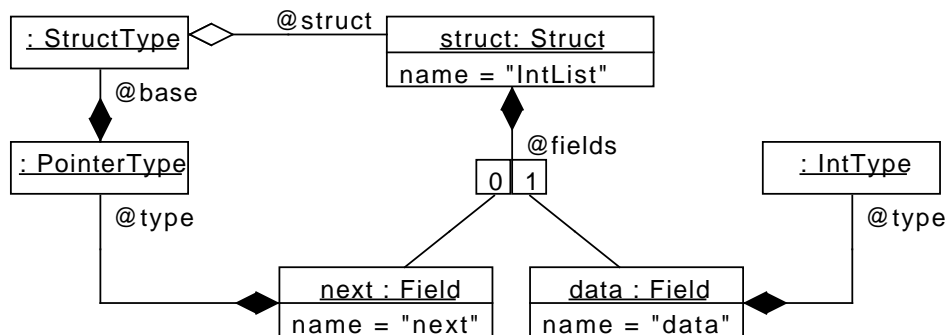 @struct
: StructType
struct: Struct
name = "IntList"
@base
@fields
: PointerType
: IntType
0 1
@type
@type
next : Field
data : Field
name = "next"
name = "data"